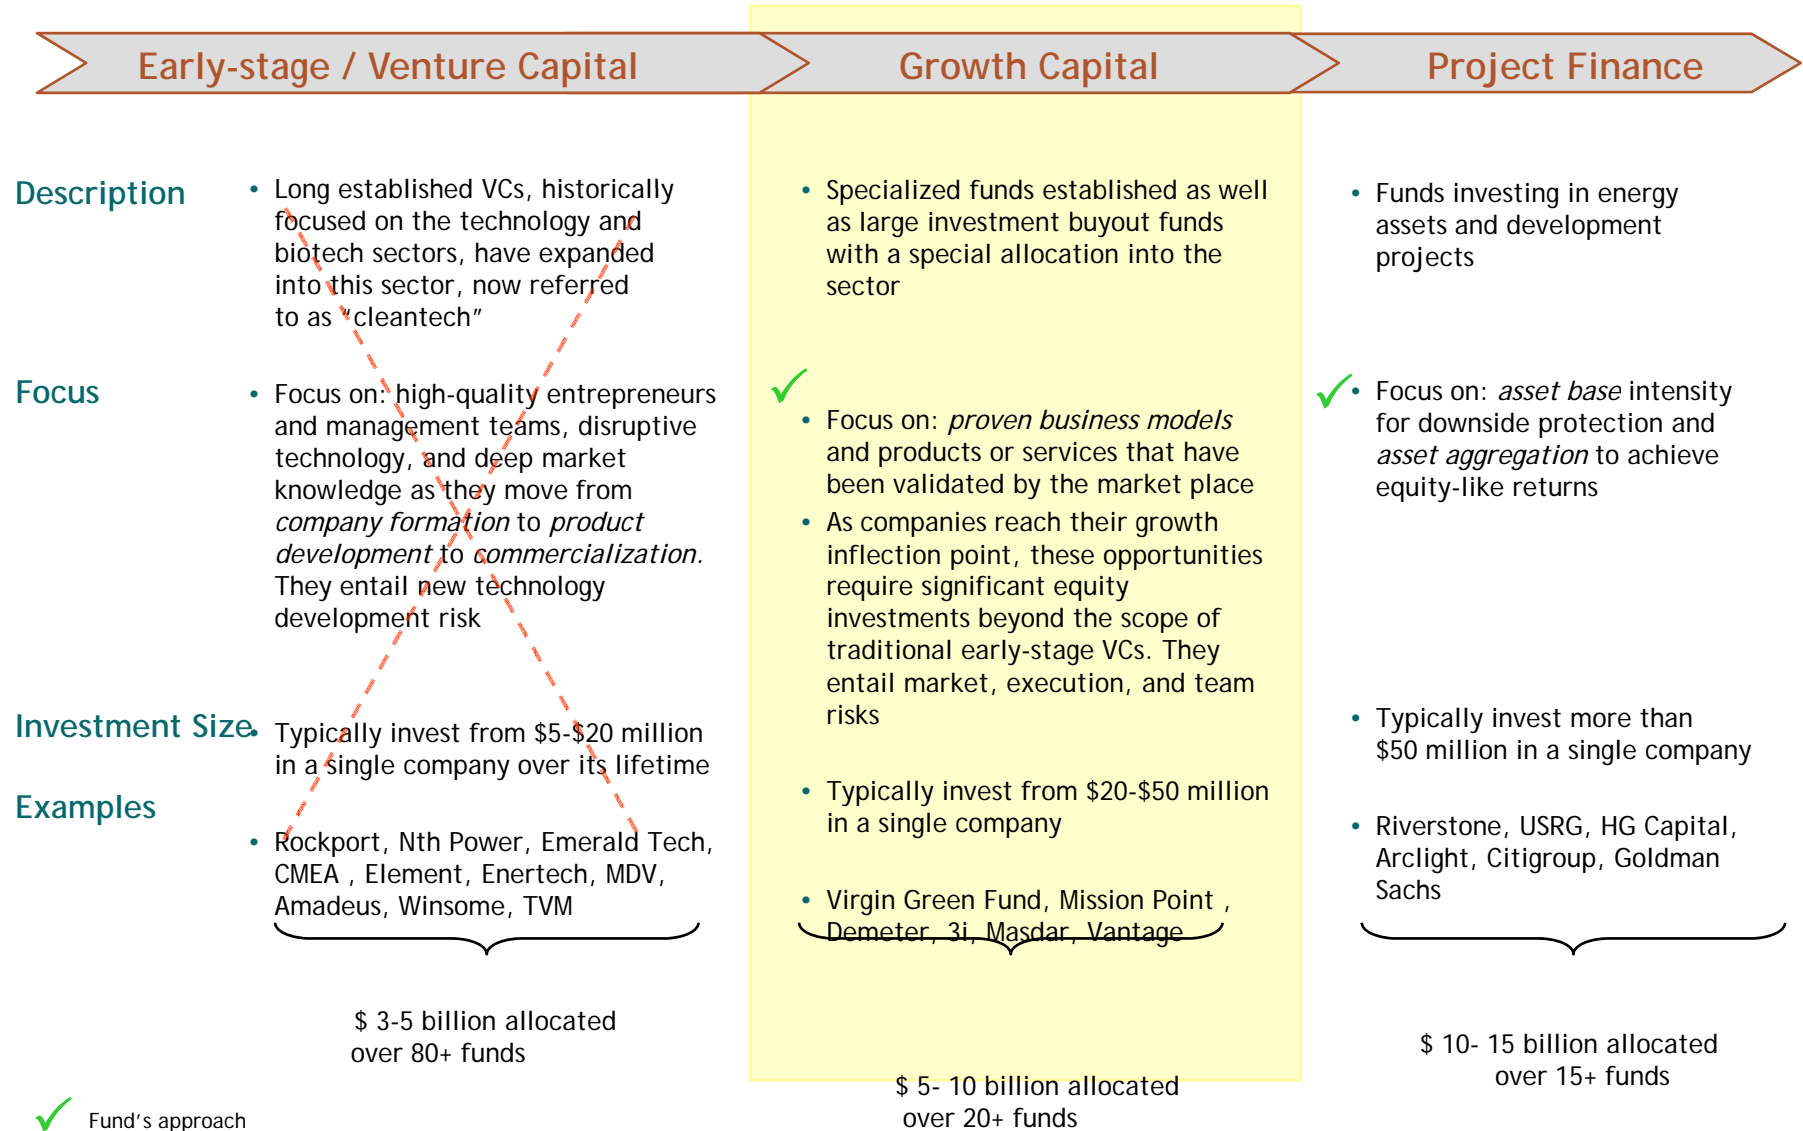 Early-stage / Venture Capital
Growth Capital
Project Finance
Description
• Long established VCs, historically
focused on the technology and
biotech sectors, have expanded
into this sector, now referred
to as “cleantech”
• Specialized funds established as well
as large investment buyout funds
with a special allocation into the
sector
• Funds investing in energy
assets and development
projects
Focus
• Focus on: high-quality entrepreneurs
and management teams, disruptive
technology, and deep market
knowledge as they move from
company formation to product
development to commercialization.
They entail new technology
development risk
• Focus on: proven business models
and products or services that have
been validated by the market place
• As companies reach their growth
inflection point, these opportunities
require significant equity
investments beyond the scope of
traditional early-stage VCs. They
entail market, execution, and team
risks
• Focus on: asset base intensity
for downside protection and
asset aggregation to achieve
equity-like returns
Investment Size
• Typically invest from $5-$20 million
in a single company over its lifetime
• Typically invest from $20-$50 million
in a single company
• Typically invest more than
$50 million in a single company
Examples
• Rockport, Nth Power, Emerald Tech,
CMEA , Element, Enertech, MDV,
Amadeus, Winsome, TVM
• Virgin Green Fund, Mission Point ,
Demeter, 3i, Masdar, Vantage
• Riverstone, USRG, HG Capital,
Arclight, Citigroup, Goldman
Sachs
$ 3-5 billion allocated
over 80+ funds
$ 5- 10 billion allocated
over 20+ funds
$ 10- 15 billion allocated
over 15+ funds
Fund’s approach